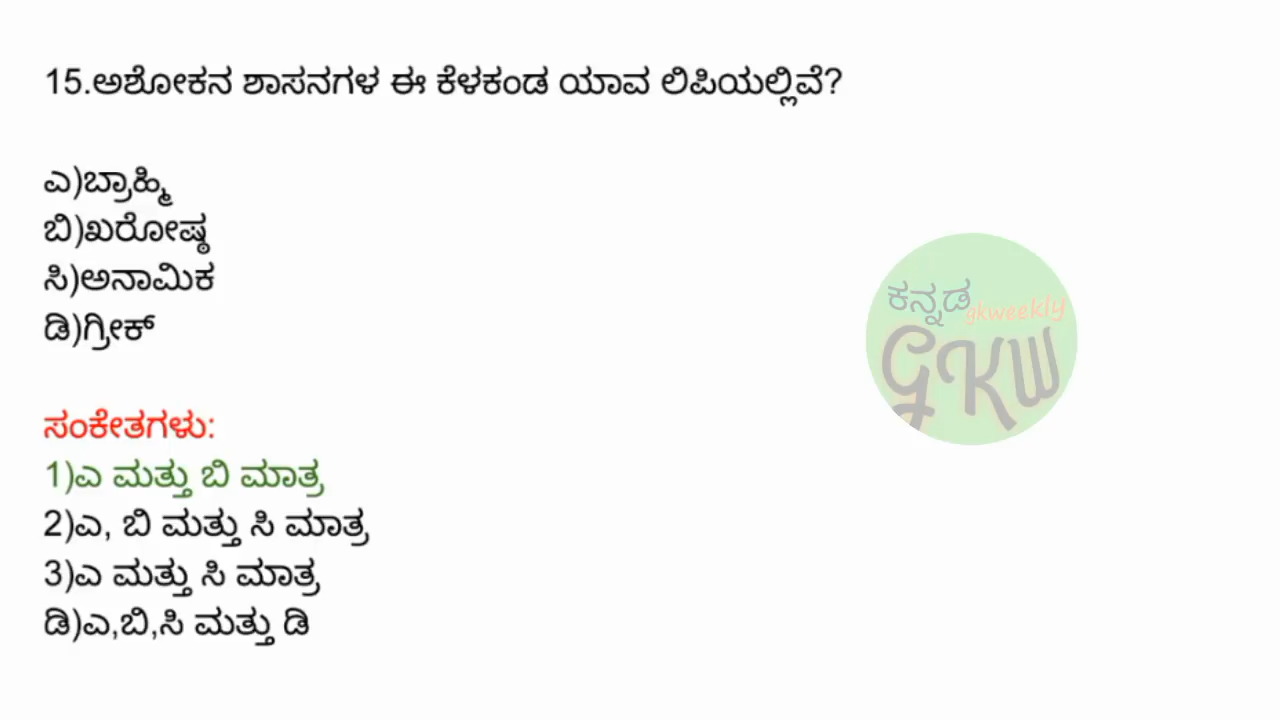 15.ಅಶೋಕನ ಶಾಸನಗಳ ಈ ಕೆಳಕಂಡ ಯಾವ ಲಿಪಿಯಲ್ಲಿವೆ?
ಎ)ಬ್ರಾಹ್ಮಿ
ಬಿ)ಖರೋಷ್ಠ
ಸಿ)ಅನಾಮಿಕ
ಡಿ)ಗ್ರೀಕ್
ಕನ್ನಡ
gkweekly
GKW
ಸಂಕೇತಗಳು:
1)ಎ ಮತ್ತು ಬಿ ಮಾತ್ರ
2)ಎ, ಬಿ ಮತ್ತು ಸಿ ಮಾತ್ರ
3)ಎ ಮತ್ತು ಸಿ ಮಾತ್ರ
ಡಿ)ಎ,ಬಿ,ಸಿ ಮತ್ತು ಡಿ